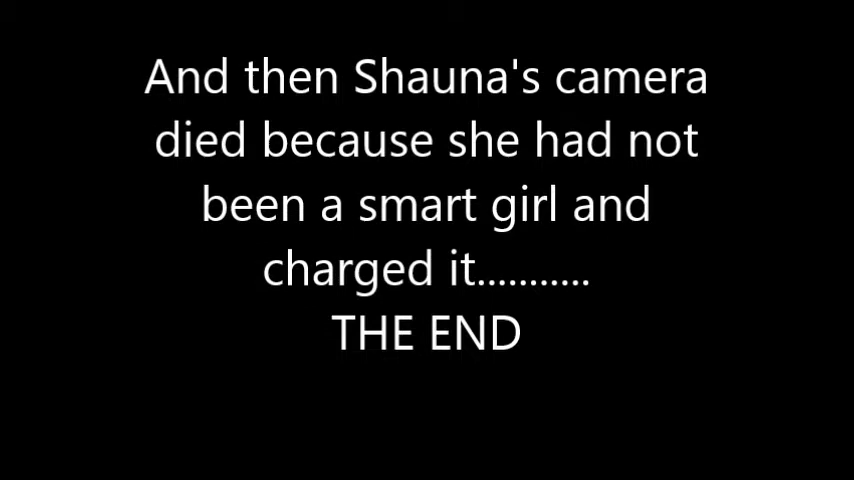 And then Shauna's camera
died because she had not
been a smart girl and
charged it...........
THE END